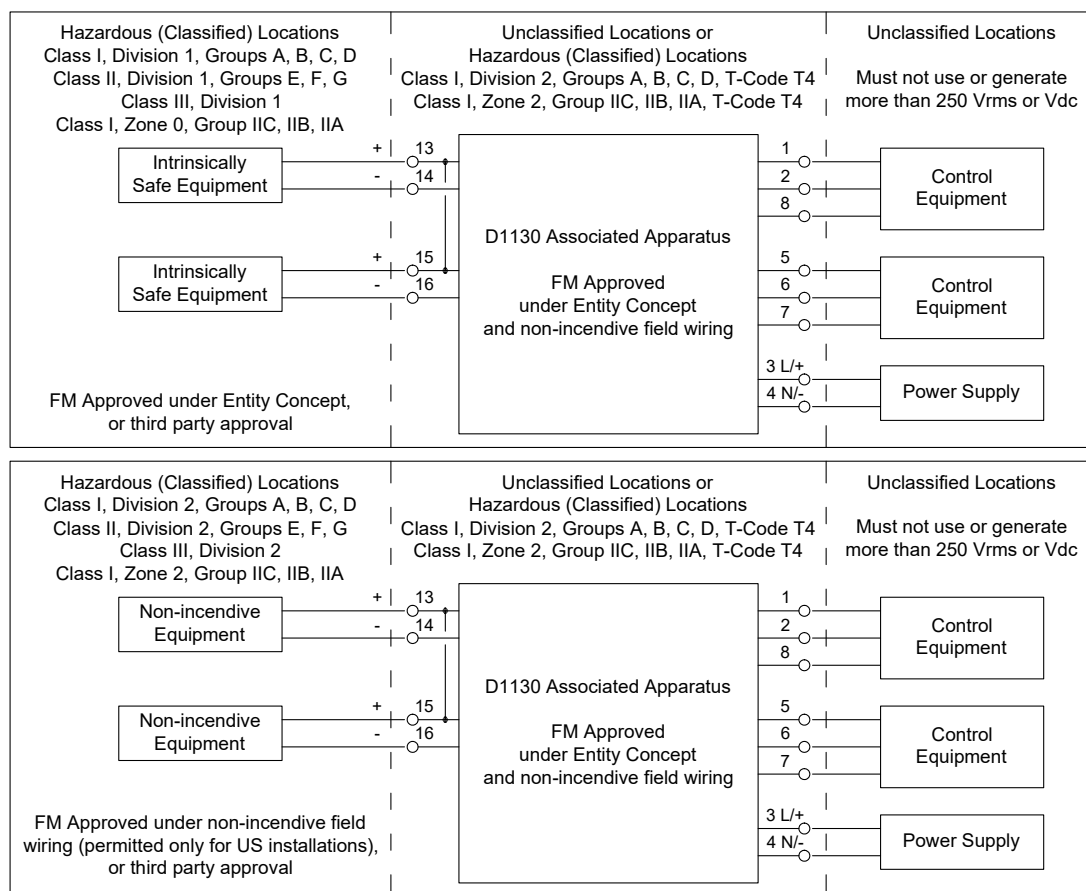 Hazardous (Classified) Locations
Class I, Division 1, Groups A, B, C, D
Class II, Division 1, Groups E, F, G
Class III, Division 1
Class I, Zone 0, Group IIC, IIB, IIA
Unclassified Locations or
Hazardous (Classified) Locations
Class I, Division 2, Groups A, B, C, D, T-Code T4
Class I, Zone 2, Group IIC, IIB, IIA, T-Code T4
Unclassified Locations
Must not use or generate
more than 250 Vrms or Vdc
Intrinsically
Safe Equipment
+ 13
- 14
Intrinsically
Safe Equipment
+ 15
- 16
D1130 Associated Apparatus
FM Approved
under Entity Concept
and non-incendive field wiring
1
2
8
Control
Equipment
5
6
7
Control
Equipment
3 L/+
4 N/-
Power Supply
FM Approved under Entity Concept,
or third party approval
Hazardous (Classified) Locations
Class I, Division 2, Groups A, B, C, D
Class II, Division 2, Groups E, F, G
Class III, Division 2
Class I, Zone 2, Group IIC, IIB, IIA
Unclassified Locations or
Hazardous (Classified) Locations
Class I, Division 2, Groups A, B, C, D, T-Code T4
Class I, Zone 2, Group IIC, IIB, IIA, T-Code T4
Unclassified Locations
Must not use or generate
more than 250 Vrms or Vdc
Non-incendive
Equipment
+ 13
- 14
Non-incendive
Equipment
+ 15
- 16
D1130 Associated Apparatus
FM Approved
under Entity Concept
and non-incendive field wiring
1
2
8
Control
Equipment
5
6
7
Control
Equipment
3 L/+
4 N/-
Power Supply
FM Approved under non-incendive field
wiring (permitted only for US installations),
or third party approval